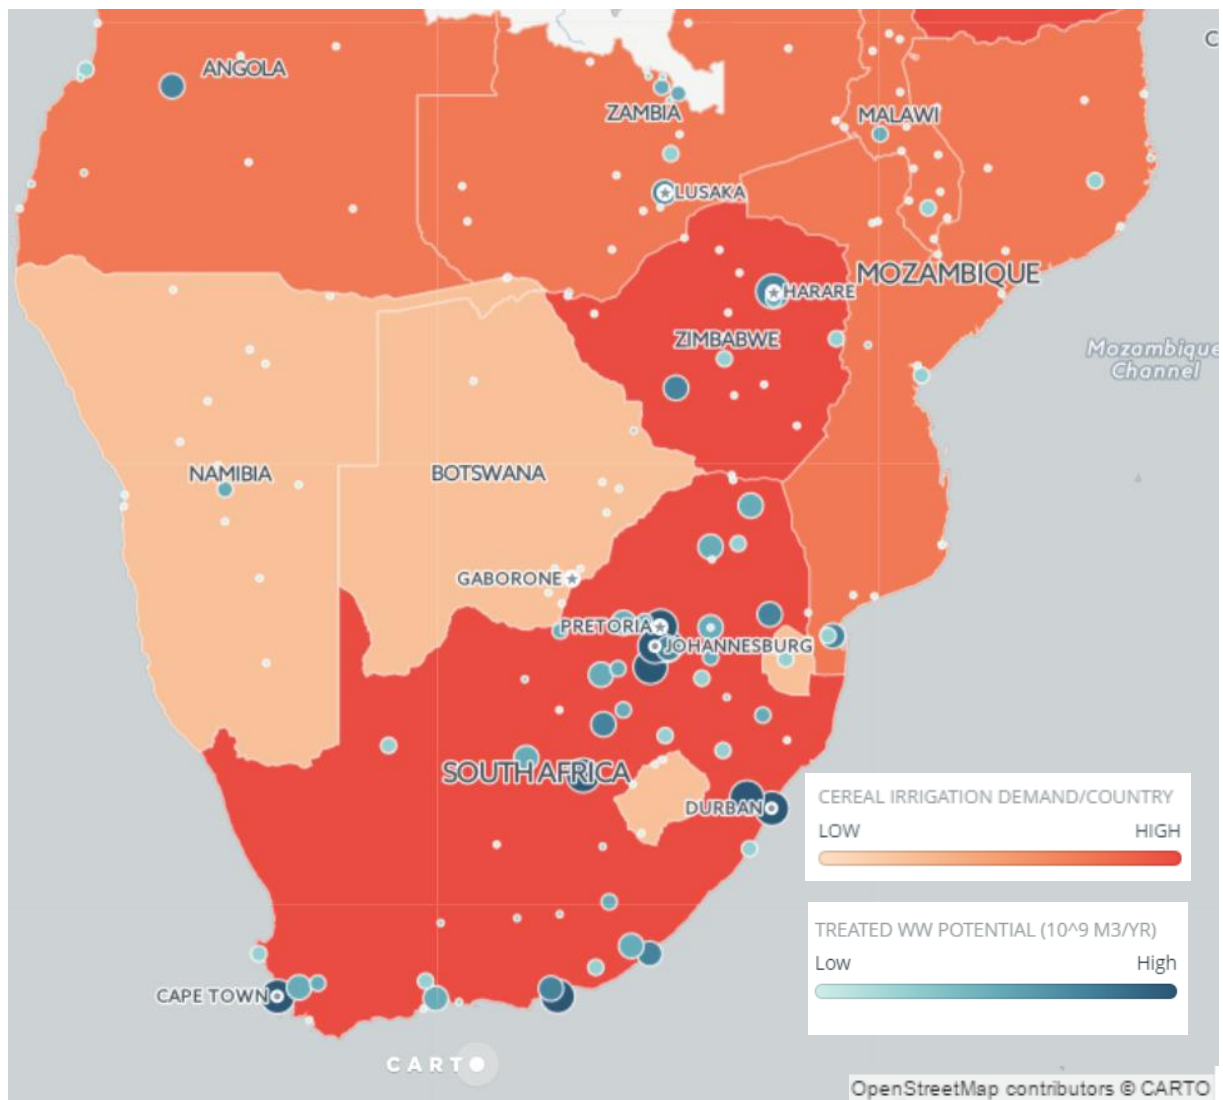 C
ANGOLA
ZAMBIA
MALAWI
LUSAKA
MOZAMBIQUE
HARARE
ZIMBABWE
Mozambique
Channel
NAMIBIA
BOTSWANA
GABORONE
PRETORIA
JOHANNESBURG
SOUTH AFRICA
DURBAN
CAPE TOWN
CEREAL IRRIGATION DEMAND/COUNTRY
LOW HIGH
TREATED WW POTENTIAL (10^9 M3/YR)
Low High
CARTO
OpenStreetMap contributors © CARTO